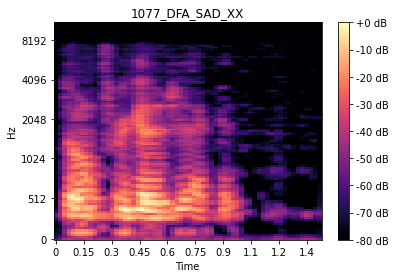 1077_DFA_SAD_XX
8192
4096
2048
1024
512
0
Hz
0 0.15 0.3 0.45 0.6 0.75 0.9 1.1 1.2 1.4
Time
+0 dB
-10 dB
-20 dB
-30 dB
-40 dB
-50 dB
-60 dB
-70 dB
-80 dB